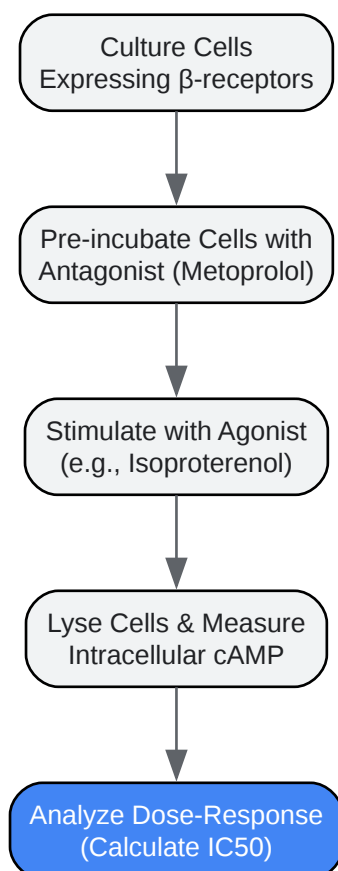 Culture Cells
Expressing β-receptors
Pre-incubate Cells with
Antagonist (Metoprolol)
Stimulate with Agonist
(e.g., Isoproterenol)
Lyse Cells & Measure
Intracellular cAMP
Analyze Dose-Response
(Calculate IC50)